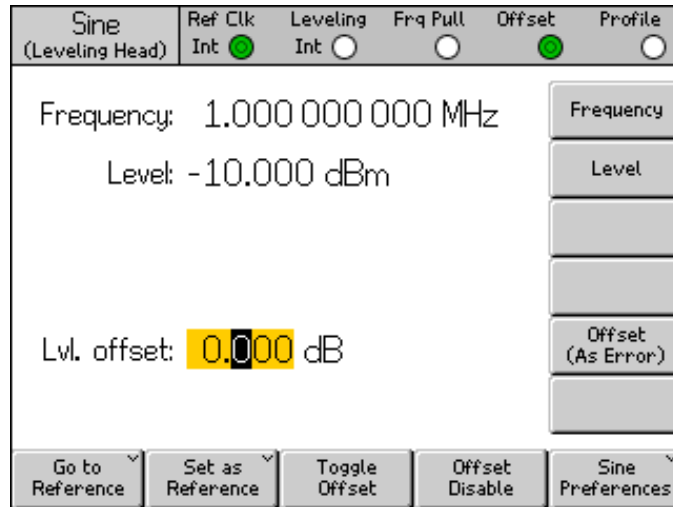 Sine
(Leveling Head)
Ref Clk
Int
Leveling
Int
Frq Pull
Offset
Profile
Frequency: 1.000 000 000 MHz
Level: -10.000 dBm
Lvl. offset: 0.000 dB
Frequency
Level
Offset
(As Error)
Go to
Reference
Set as
Reference
Toggle
Offset
Offset
Disable
Sine
Preferences